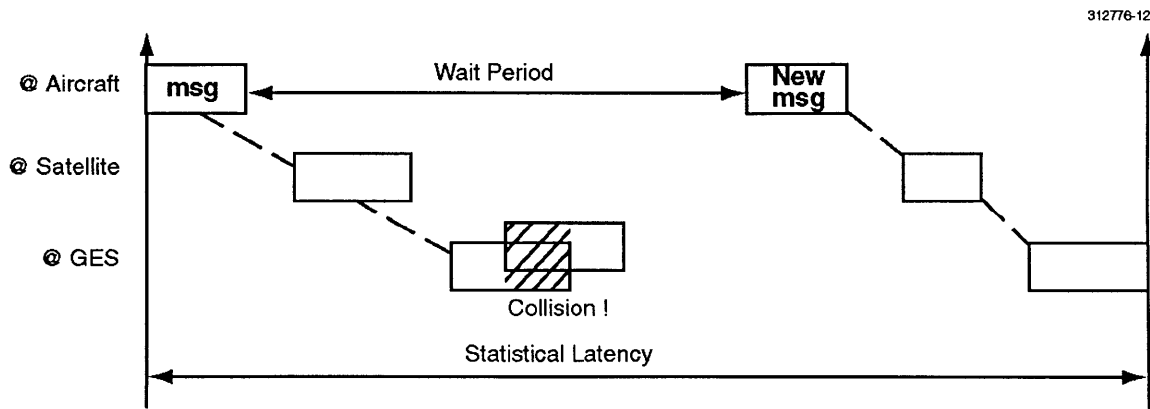 312776-12
@ Aircraft
msg
Wait Period
New
msg
@ Satellite
@ GES
Collision !
Statistical Latency